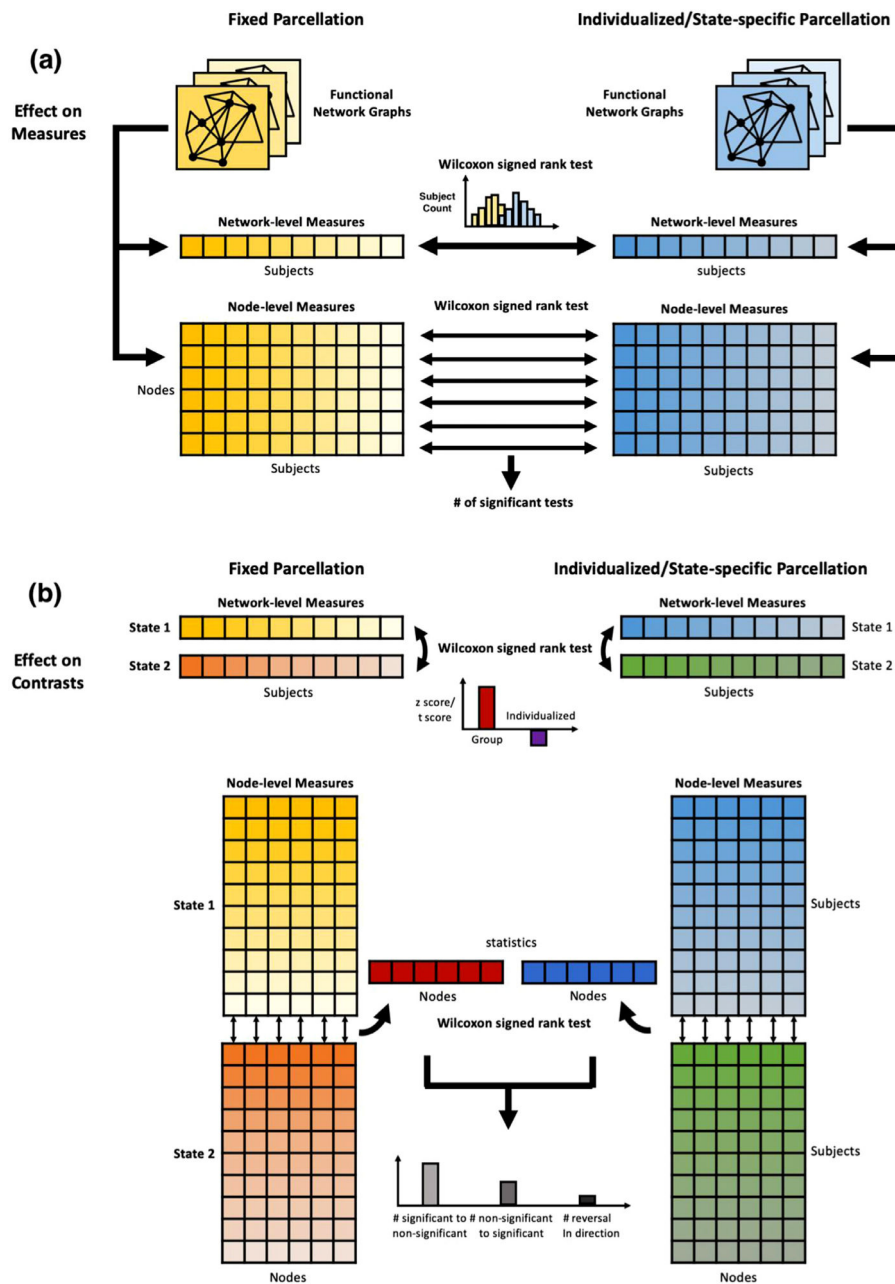 Fixed Parcellation
Individualized/State-specific Parcellation
(a)
Effect on
Measures
Functional
Network Graphs
Functional
Network Graphs
Wilcoxon signed rank test
Subject
Count
Network-level Measures
Network-level Measures
Subjects
subjects
Node-level Measures
Wilcoxon signed rank test
Node-level Measures
Nodes
Subjects
Subjects
# of significant tests
Fixed Parcellation
Individualized/State-specific Parcellation
(b)
Network-level Measures
Network-level Measures
State 1
State 1
Effect on
Contrasts
Wilcoxon signed rank test
State 2
State 2
Subjects
Subjects
z score/
t score
Individualized
Group
Node-level Measures
Node-level Measures
State 1
Subjects
statistics
Nodes
Nodes
Wilcoxon signed rank test
State 2
Subjects
# significant to
non-significant
# non-significant
to significant
# reversal
In direction
Nodes
Nodes